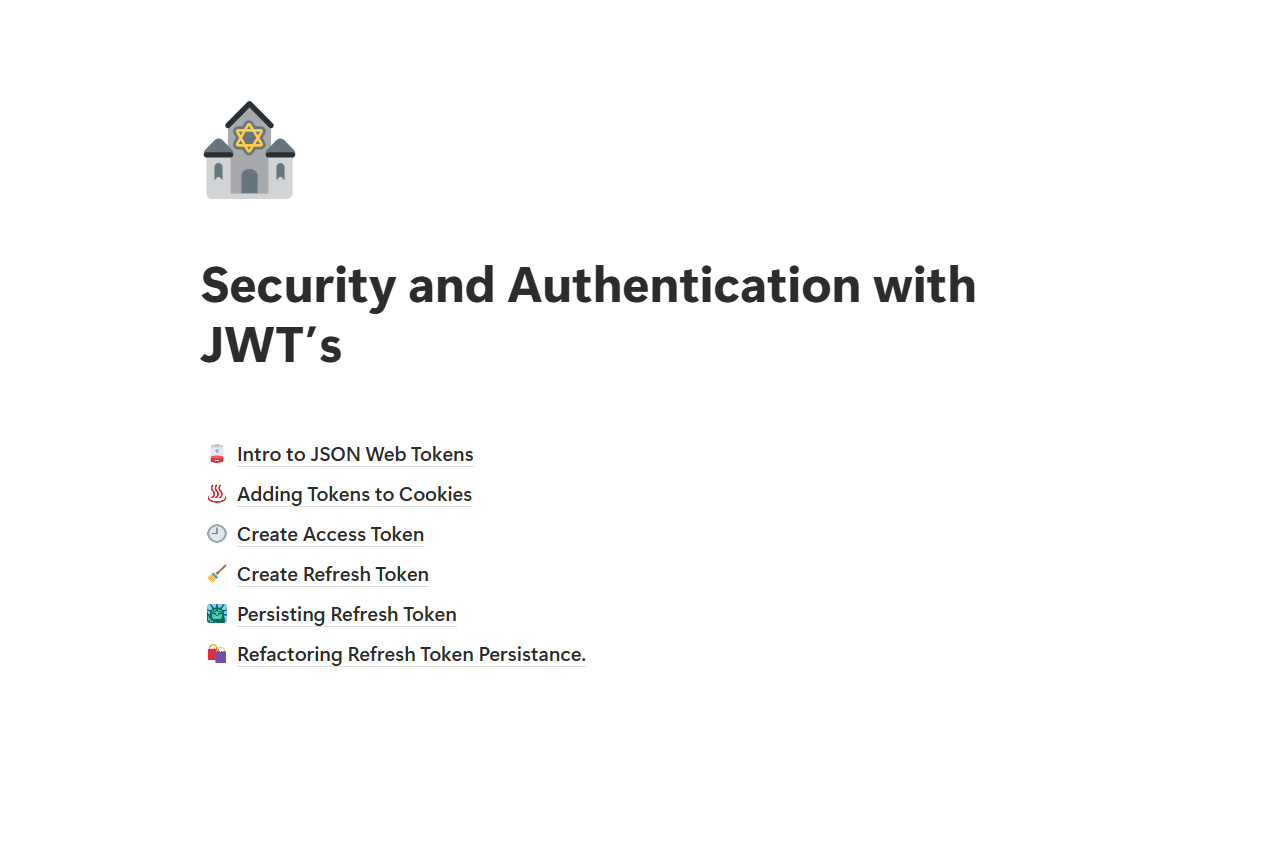 Security and Authentication with
JWT’s
Intro to JSON Web Tokens
Adding Tokens to Cookies
Create Access Token
Create Refresh Token
Persisting Refresh Token
Refactoring Refresh Token Persistance.